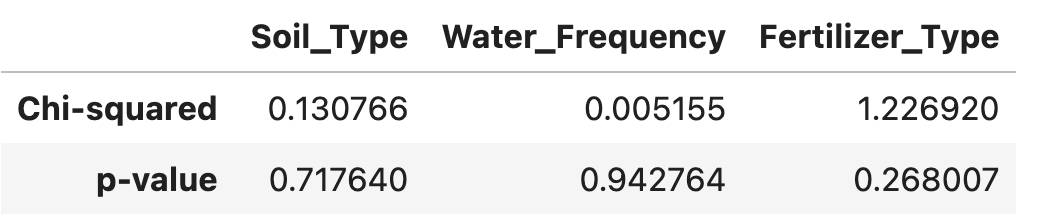 Soil_Type Water_Frequency Fertilizer_Type
Chi-squared 0.130766 0.005155 1.226920
p-value 0.717640 0.942764 0.268007